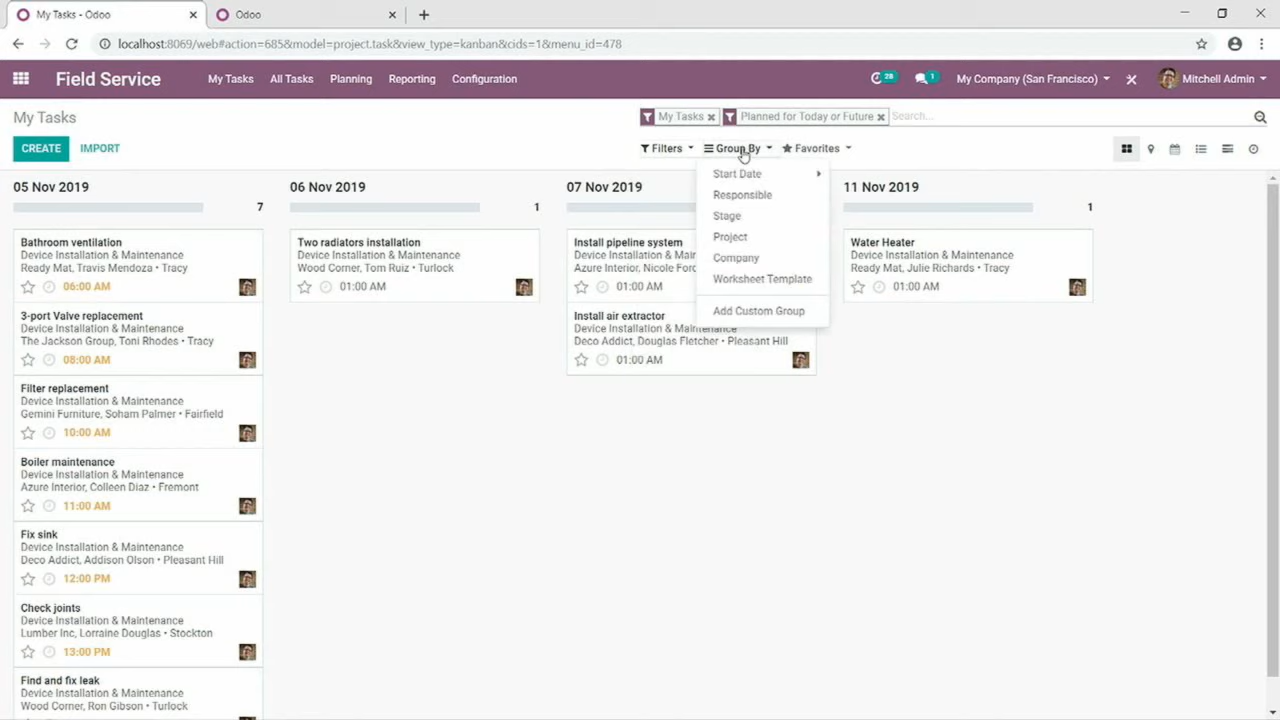 My Tasks - Odoo
Odoo
localhost:8069/web#action=685&model=project.task&view_type=kanban&cids=1&menu_id=478
Field Service
My Tasks
All Tasks
Planning
Reporting
Configuration
28
1
My Company (San Francisco)
Mitchell Admin
My Tasks
My Tasks
Planned for Today or Future
Search...
CREATE
IMPORT
Filters
Group By
Favorites
Start Date
Responsible
Stage
Project
Company
Worksheet Template
Add Custom Group
05 Nov 2019
7
Bathroom ventilation
Device Installation & Maintenance
Ready Mat, Travis Mendoza • Tracy
06:00 AM
3-port Valve replacement
Device Installation & Maintenance
The Jackson Group, Toni Rhodes • Tracy
08:00 AM
Filter replacement
Device Installation & Maintenance
Gemini Furniture, Soham Palmer • Fairfield
10:00 AM
Boiler maintenance
Device Installation & Maintenance
Azure Interior, Colleen Diaz • Fremont
11:00 AM
Fix sink
Device Installation & Maintenance
Deco Addict, Addison Olson • Pleasant Hill
12:00 PM
Check joints
Device Installation & Maintenance
Lumber Inc, Lorraine Douglas • Stockton
13:00 PM
Find and fix leak
Device Installation & Maintenance
Wood Corner, Ron Gibson • Turlock
06 Nov 2019
1
Two radiators installation
Device Installation & Maintenance
Wood Corner, Tom Ruiz • Turlock
01:00 AM
07 Nov 2019
Install pipeline system
Device Installation & Mai
Azure Interior, Nicole Ford
01:00 AM
Install air extractor
Device Installation & Maintenance
Deco Addict, Douglas Fletcher • Pleasant Hill
01:00 AM
11 Nov 2019
1
Water Heater
Device Installation & Maintenance
Ready Mat, Julie Richards • Tracy
01:00 AM